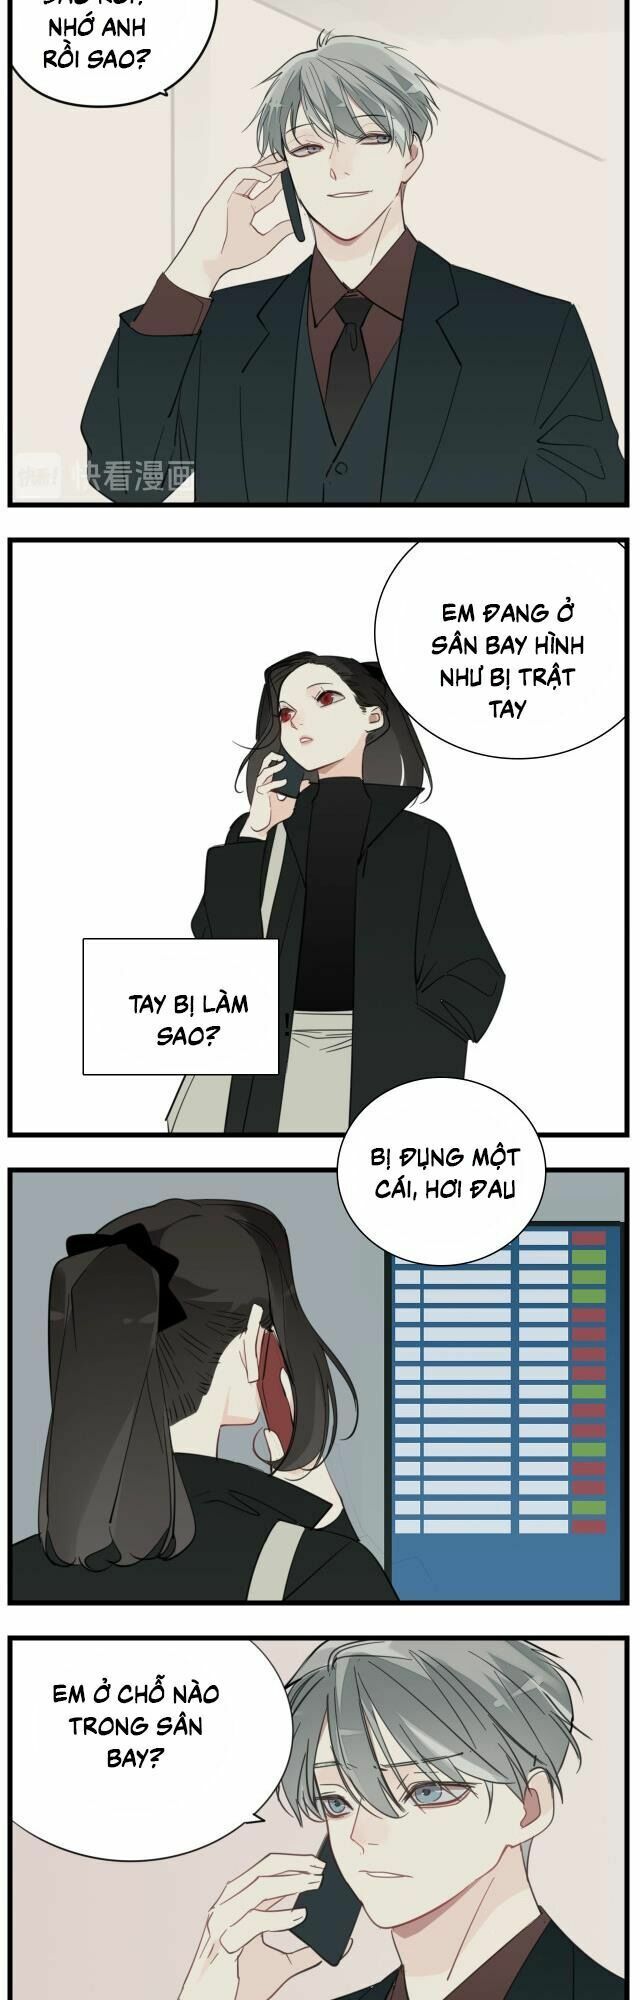 NHỚ ANH
RỒI SAO?
快看漫画
EM ĐANG Ở
SÂN BAY HÌNH
NHƯ BỊ TRẬT
TAY
TAY BỊ LÀM
SAO?
BỊ ĐỤNG MỘT
CÁI, HƠI ĐAU
EM Ở CHỖ NÀO
TRONG SÂN
BAY?